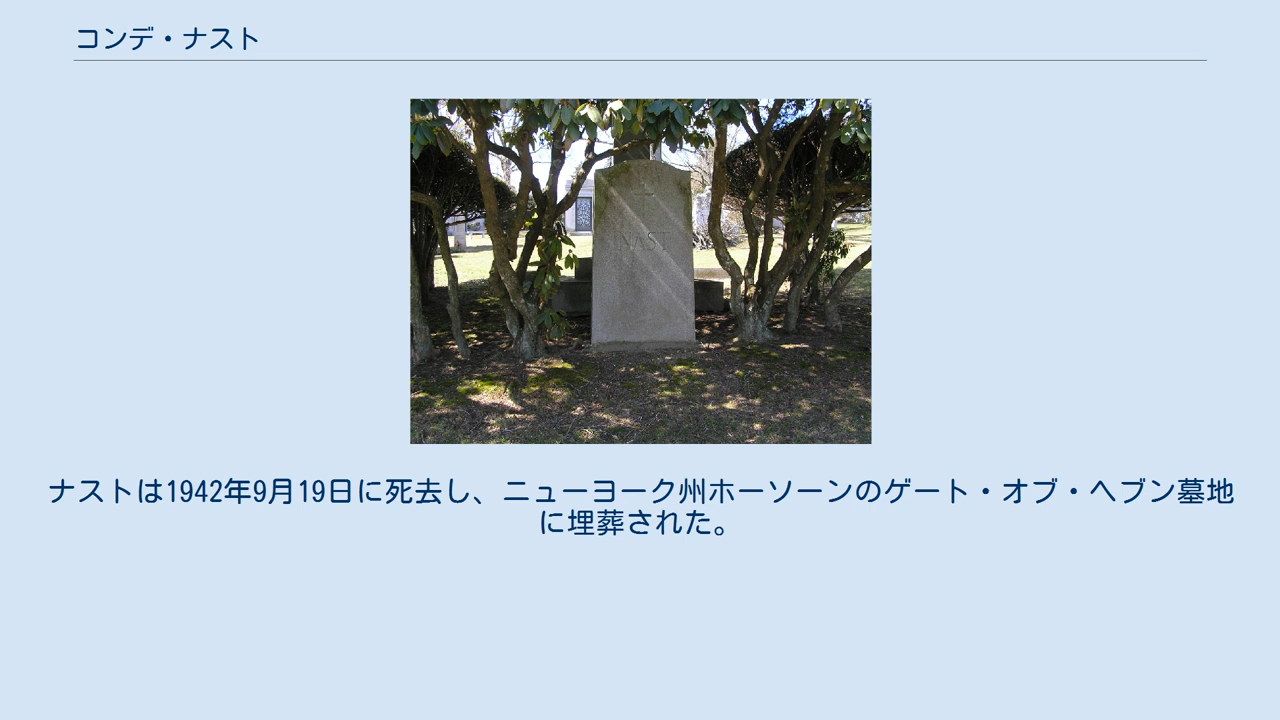 コンデ・ナスト
NAST
ナストは1942年9月19日に死去し、ニューヨーク州ホーソーンのゲート・オブ・ヘブン墓地
に埋葬された。